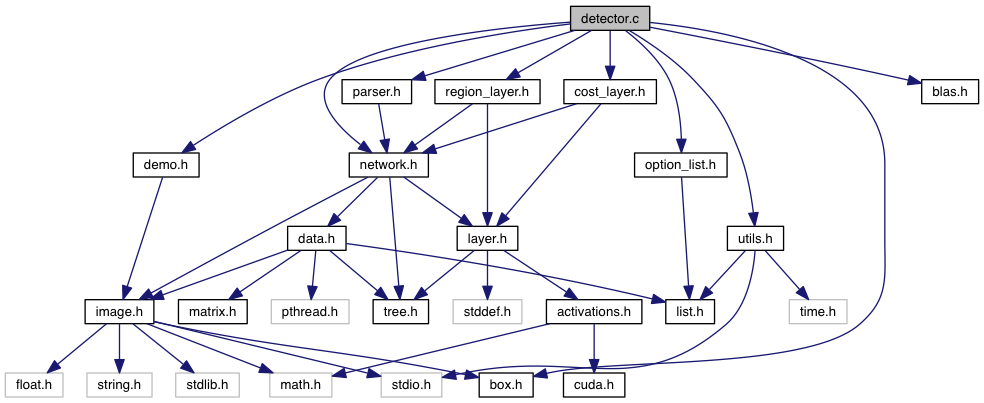 detector.c
parser.h
region_layer.h
cost_layer.h
blas.h
demo.h
network.h
option_list.h
data.h
layer.h
utils.h
image.h
matrix.h
pthread.h
tree.h
stddef.h
activations.h
list.h
time.h
float.h
string.h
stdlib.h
math.h
stdio.h
box.h
cuda.h